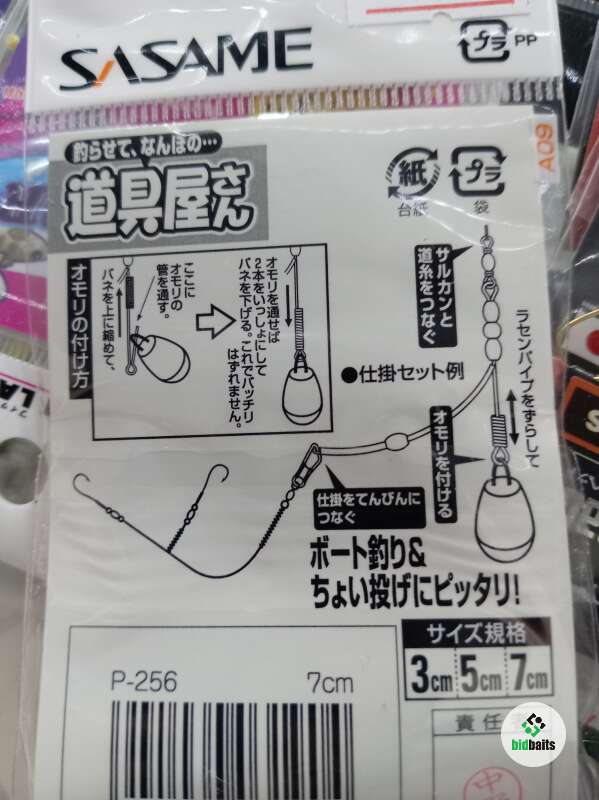 SASAME
プラ PP
A09
釣らせて、なんぼの…
道具屋さん
紙
台紙
プラ
袋
オモリの付け方
ここに
オモリの
管を通す。
バネを上に縮めて、
オモリを通せば
2本をいっしょにして
バネを下げる。これでバッチリ
はずれません。
サルカンと
道糸をつなぐ
●仕掛セット例
ラセンパイプをずらして
オモリを付ける
仕掛をてんびんに
つなぐ
ボート釣り&
ちょい投げにピッタリ!
サイズ規格
3cm 5cm 7cm
P-256 7cm
責任
中
bidbaits